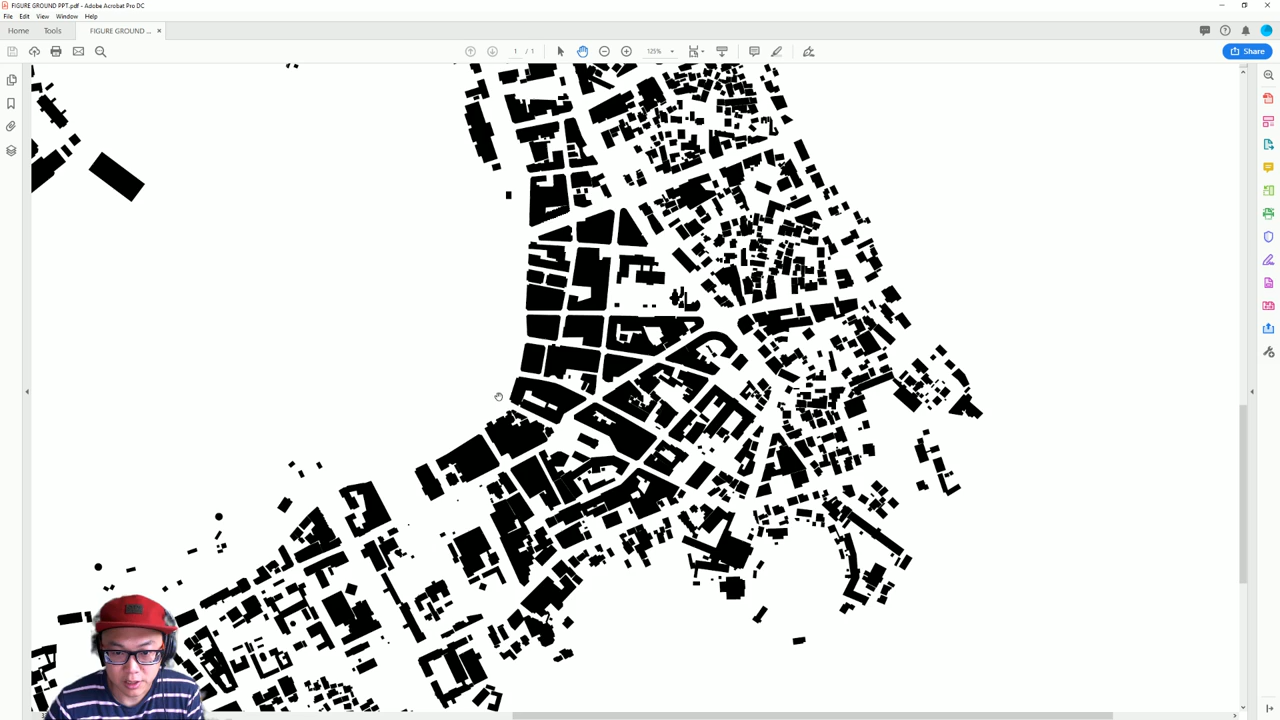 FIGURE GROUND PPT.pdf - Adobe Acrobat Pro DC
File Edit View Window Help
Home Tools FIGURE GROUND ... ×
1 / 1 125% Share